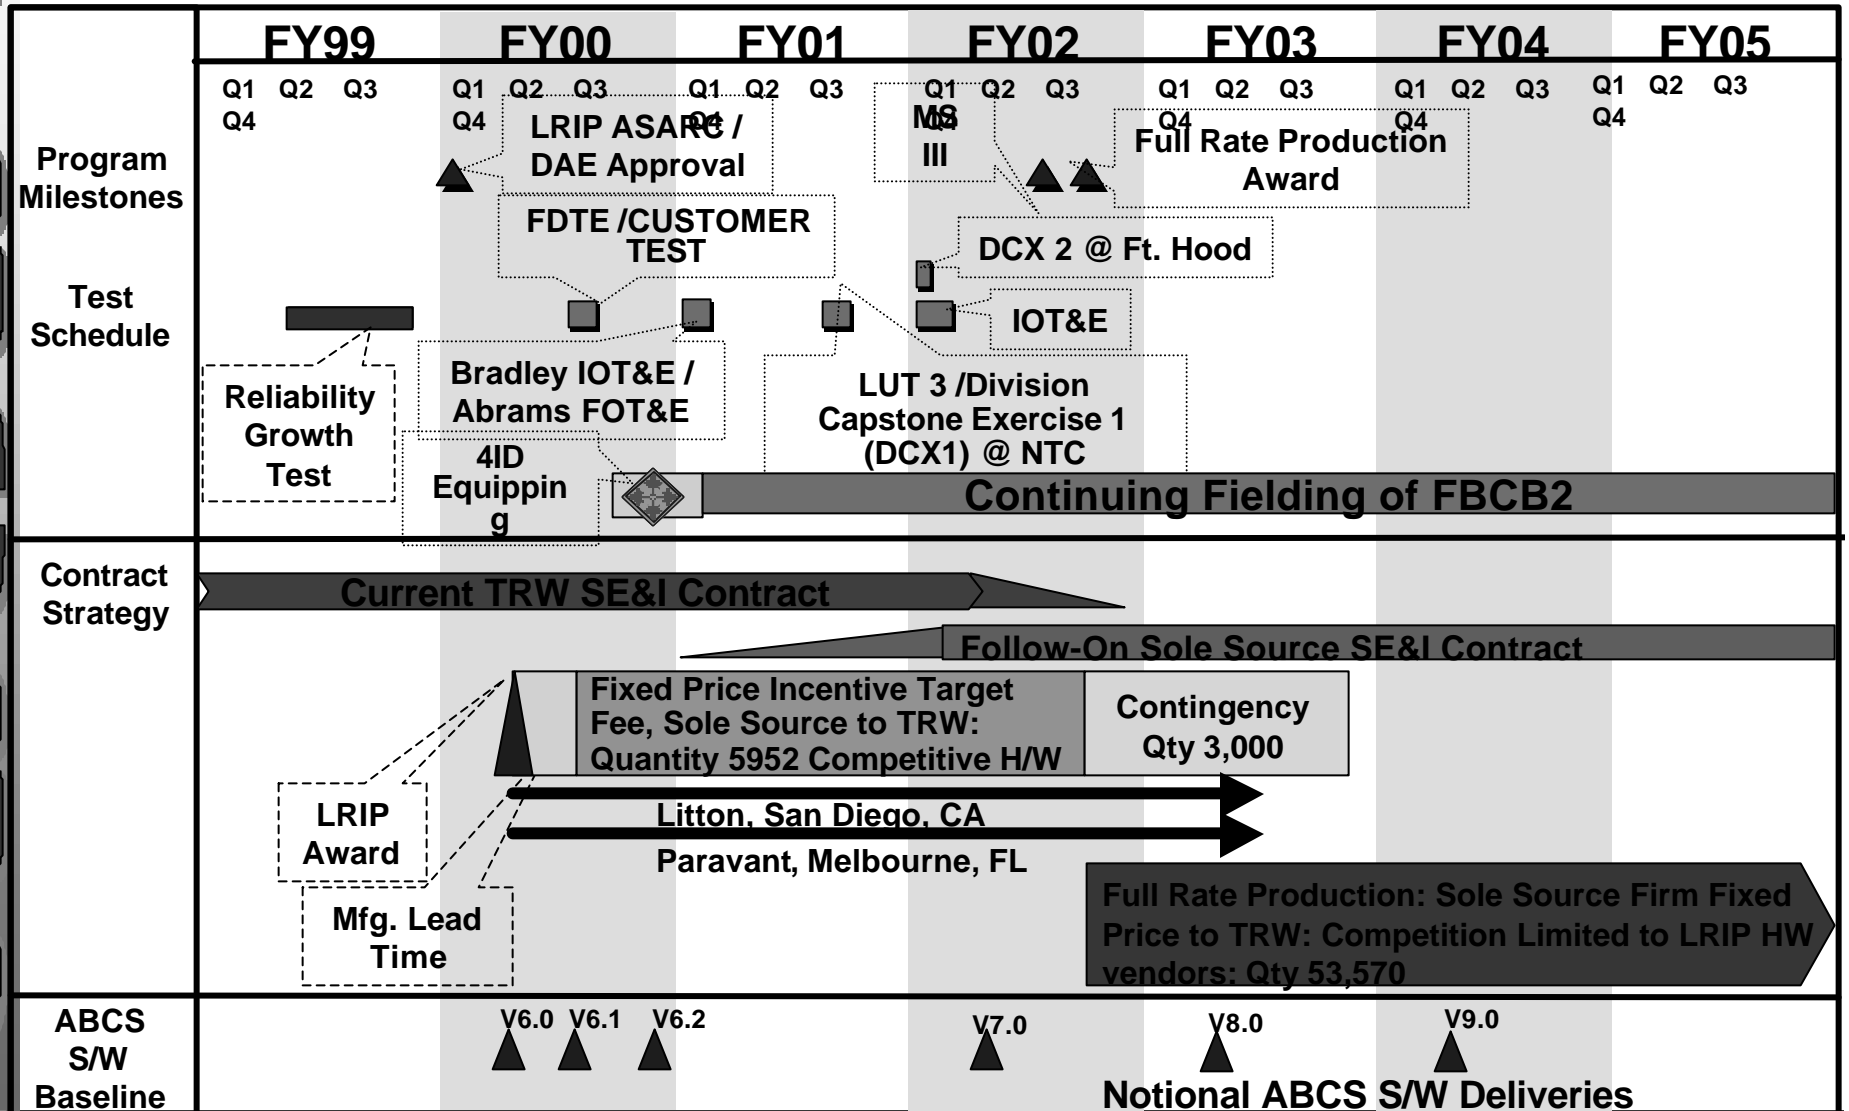 FY99 FY00 FY01 FY02 FY03 FY04 FY05
Q1 Q2 Q3 Q1 Q2 Q3 Q1 Q2 Q3 Q1 Q2 Q3 Q1 Q2 Q3 Q1 Q2 Q3 Q1 Q2 Q3
Q4 Q4 Q4 Q4 Q4 Q4 Q4
Program
Milestones
LRIP ASARC /
DAE Approval
MS
III
Full Rate Production
Award
FDTE /CUSTOMER
TEST
DCX 2 @ Ft. Hood
Test
Schedule
IOT&E
Reliability
Growth
Test
Bradley IOT&E /
Abrams FOT&E
LUT 3 /Division
Capstone Exercise 1
(DCX1) @ NTC
4ID
Equippin
g
Continuing Fielding of FBCB2
Contract
Strategy
Current TRW SE&I Contract
Follow-On Sole Source SE&I Contract
Fixed Price Incentive Target
Fee, Sole Source to TRW:
Quantity 5952 Competitive H/W
Contingency
Qty 3,000
LRIP
Award
Litton, San Diego, CA
Paravant, Melbourne, FL
Mfg. Lead
Time
Full Rate Production: Sole Source Firm Fixed
Price to TRW: Competition Limited to LRIP HW
vendors: Qty 53,570
ABCS
S/W
Baseline
V6.0 V6.1 V6.2 V7.0 V8.0 V9.0
Notional ABCS S/W Deliveries